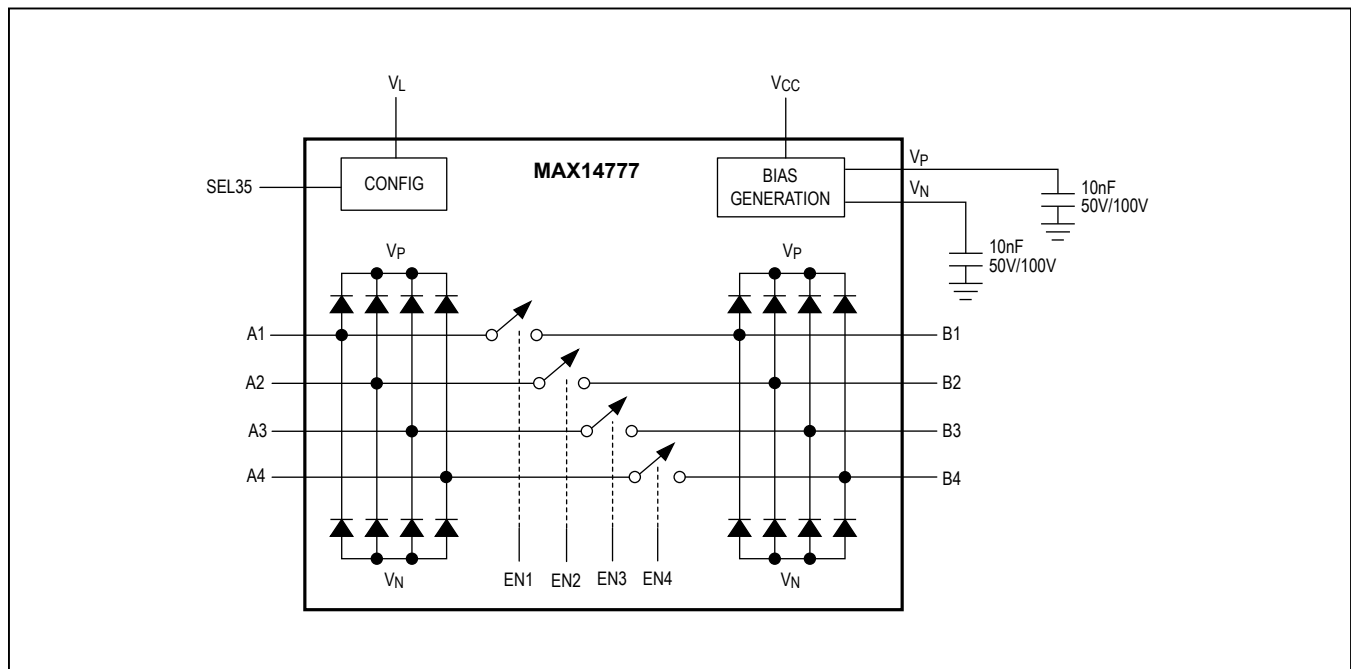 VL
VCC
MAX14777
SEL35
CONFIG
BIAS
GENERATION
VP
VN
10nF
50V/100V
10nF
50V/100V
VP
VP
A1
B1
A2
B2
A3
B3
A4
B4
VN
EN1
EN2
EN3
EN4
VN